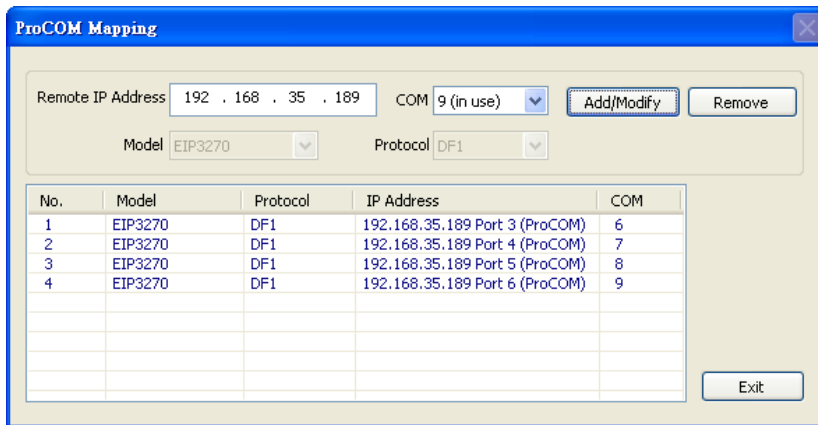 ProCOM Mapping
Remote IP Address 192 . 168 . 35 . 189 COM 9 (in use) Add/Modify Remove
Model EIP3270 Protocol DF1
No. Model Protocol IP Address COM
1 EIP3270 DF1 192.168.35.189 Port 3 (ProCOM) 6
2 EIP3270 DF1 192.168.35.189 Port 4 (ProCOM) 7
3 EIP3270 DF1 192.168.35.189 Port 5 (ProCOM) 8
4 EIP3270 DF1 192.168.35.189 Port 6 (ProCOM) 9
Exit